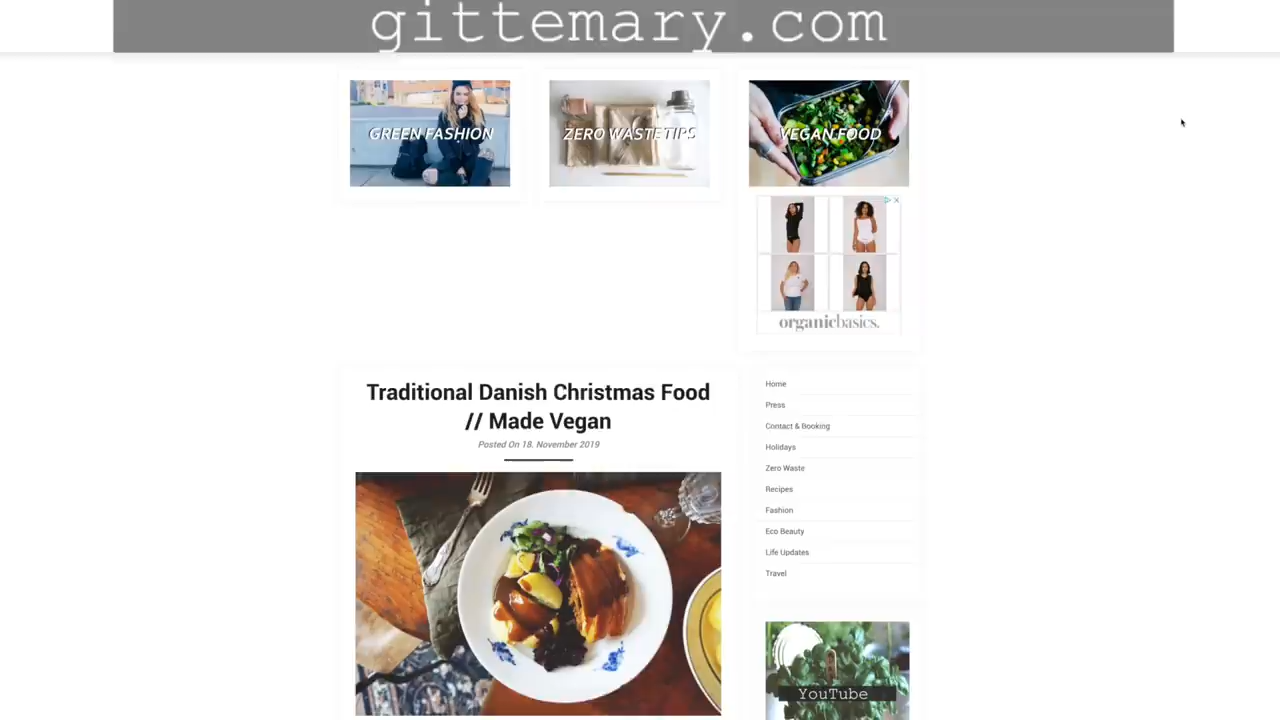 gittemary.com
GREEN FASHION
ZERO WASTE TIPS
VEGAN FOOD
organicbasics.
Traditional Danish Christmas Food
// Made Vegan
Posted On 18. November 2019
Home
Press
Contact & Booking
Holidays
Zero Waste
Recipes
Fashion
Eco Beauty
Life Updates
Travel
YouTube